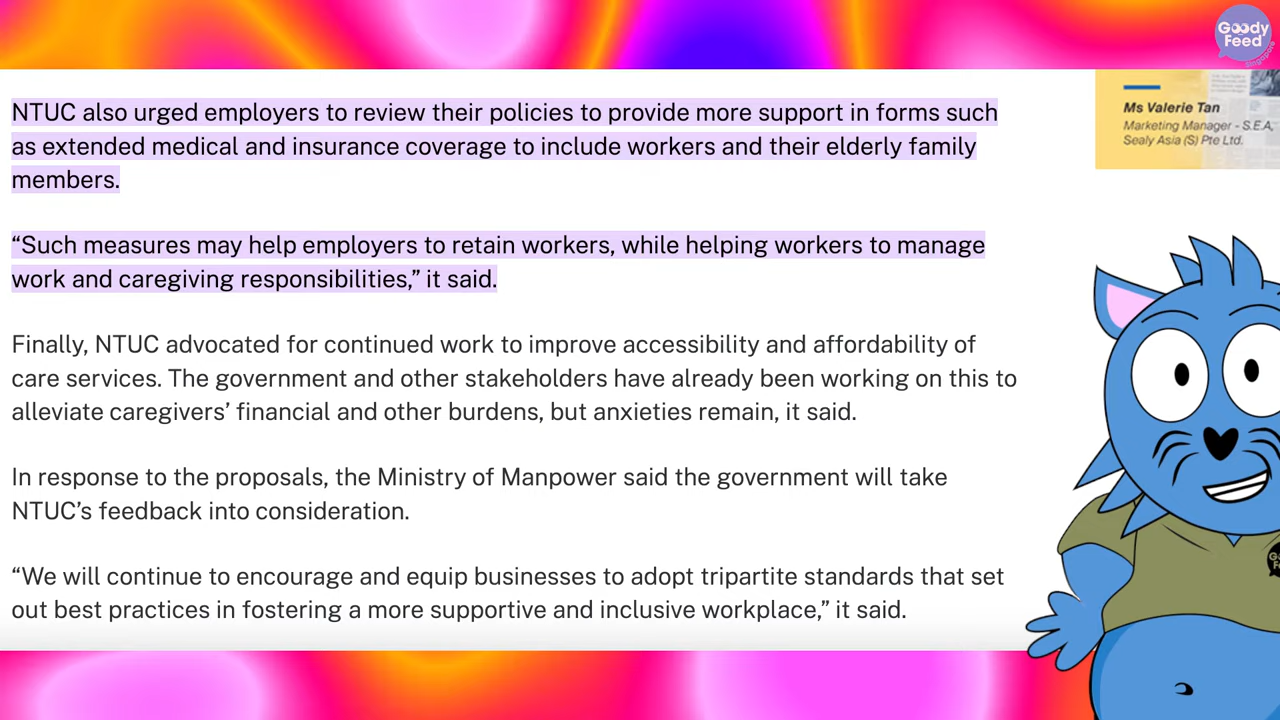 Goody
Feed
Singapore
NTUC also urged employers to review their policies to provide more support in forms such
as extended medical and insurance coverage to include workers and their elderly family
members.
“Such measures may help employers to retain workers, while helping workers to manage
work and caregiving responsibilities,” it said.
Finally, NTUC advocated for continued work to improve accessibility and affordability of
care services. The government and other stakeholders have already been working on this to
alleviate caregivers’ financial and other burdens, but anxieties remain, it said.
In response to the proposals, the Ministry of Manpower said the government will take
NTUC’s feedback into consideration.
“We will continue to encourage and equip businesses to adopt tripartite standards that set
out best practices in fostering a more supportive and inclusive workplace,” it said.
Ms Valerie Tan
Marketing Manager - S.E.A,
Sealy Asia (S) Pte Ltd.